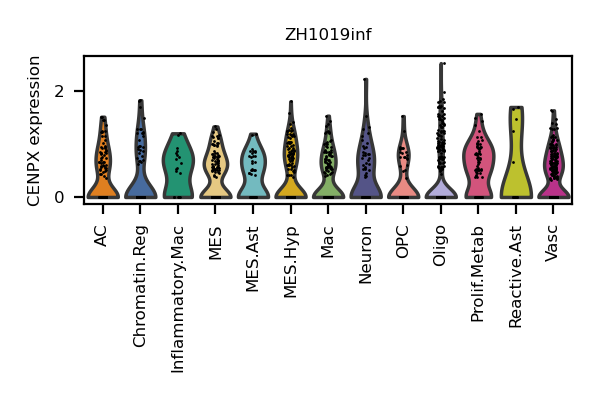 ZH1019inf
CENPX expression
2
0
AC
Chromatin.Reg
Inflammatory.Mac
MES
MES.Ast
MES.Hyp
Mac
Neuron
OPC
Oligo
Prolif.Metab
Reactive.Ast
Vasc